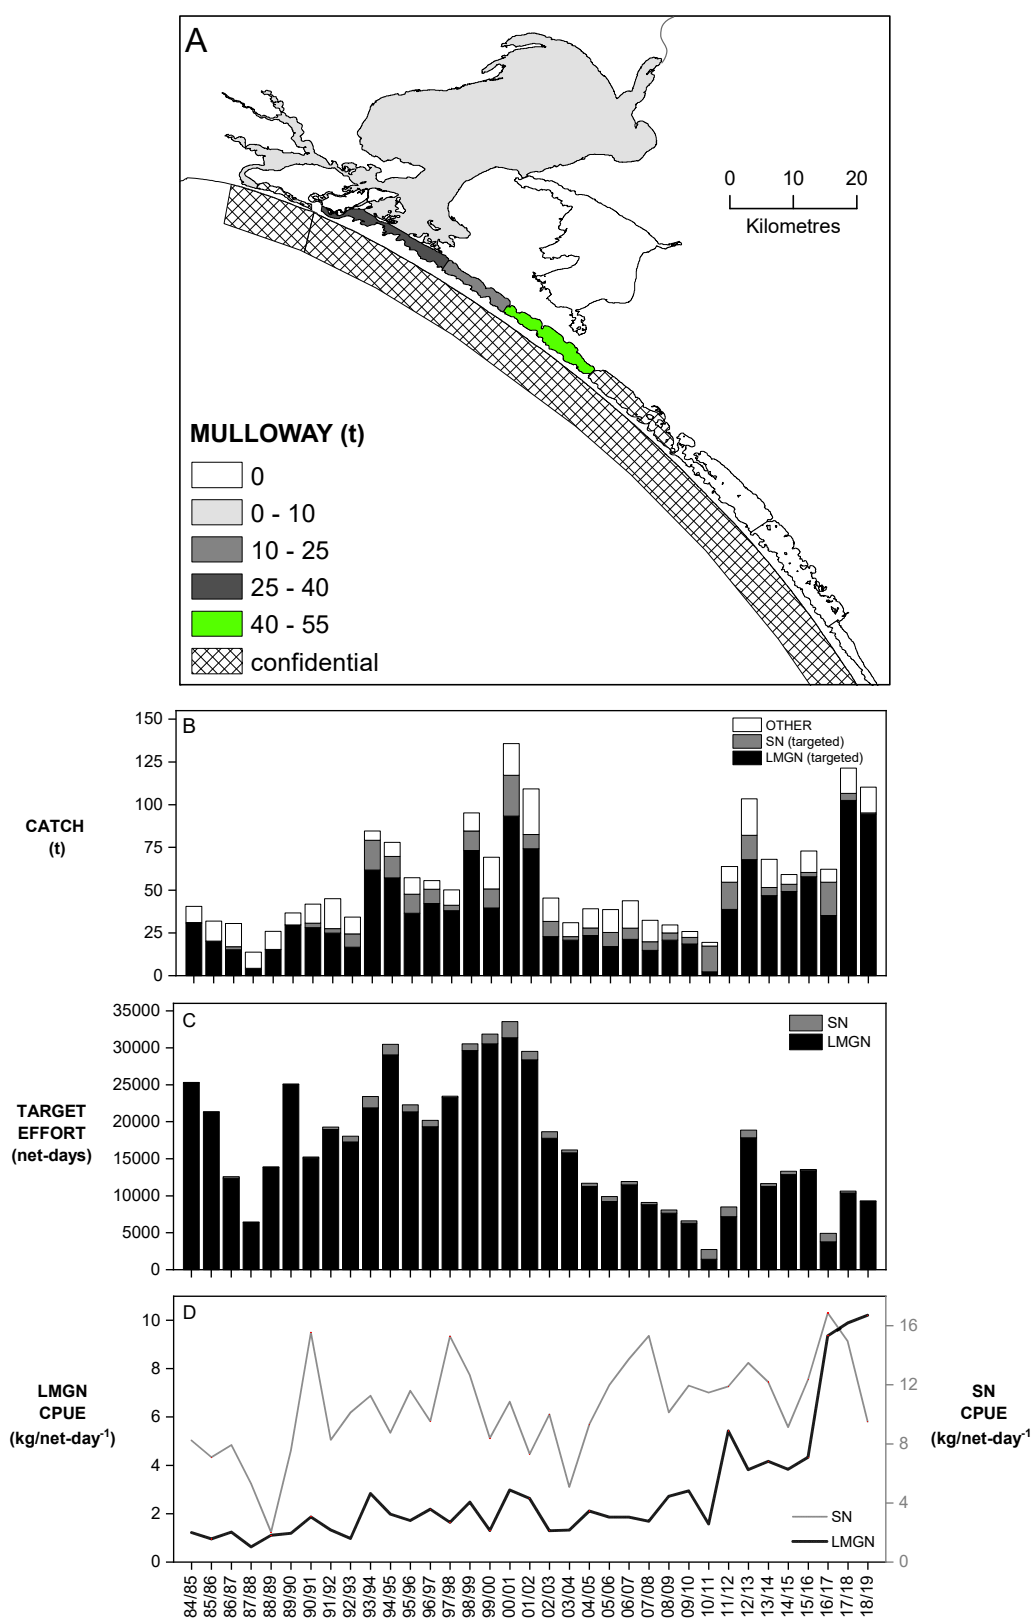 A
0 10 20
Kilometres
MULLOWAY (t)
0
0 - 10
10 - 25
25 - 40
40 - 55
confidential
B
150
125
100
75
50
25
0
CATCH
(t)
OTHER
SN (targeted)
LMGN (targeted)
C
35000
30000
25000
20000
15000
10000
5000
0
TARGET
EFFORT
(net-days)
SN
LMGN
D
10
8
6
4
2
0
LMGN
CPUE
(kg/net-day-1)
16
12
8
4
0
SN
CPUE
(kg/net-day-1
SN
LMGN
84/85 85/86 86/87 87/88 88/89 89/90 90/91 91/92 92/93 93/94 94/95 95/96 96/97 97/98 98/99 99/00 00/01 01/02 02/03 03/04 04/05 05/06 06/07 07/08 08/09 09/10 10/11 11/12 12/13 13/14 14/15 15/16 16/17 17/18 18/19